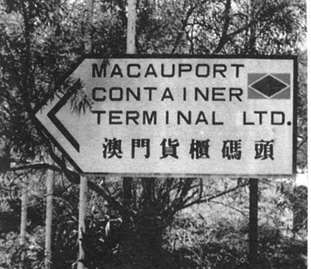 MACAUPORT
CONTAINER
TERMINAL LTD.
澳門貨櫃碼頭